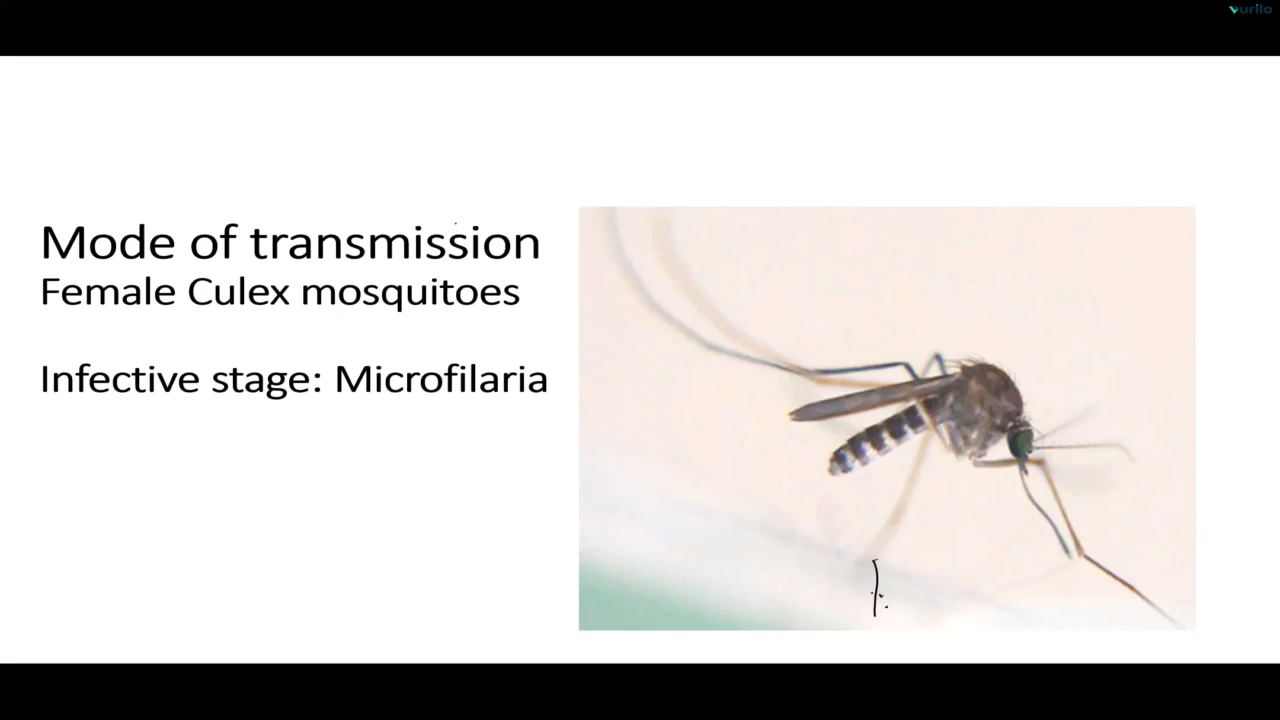 Vurilo
Mode of transmission
Female Culex mosquitoes
Infective stage: Microfilaria